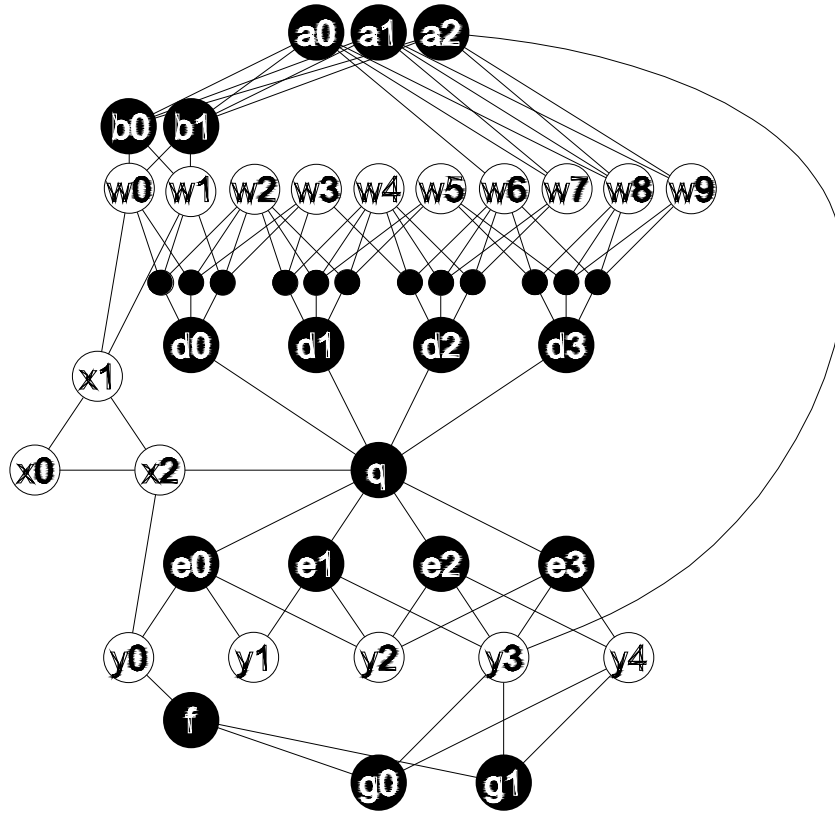 a0 a1 a2
b0 b1
w0 w1 w2 w3 w4 w5 w6 w7 w8 w9
d0 d1 d2 d3
x1
x0 x2 q
e0 e1 e2 e3
y0 y1 y2 y3 y4
f
g0 g1